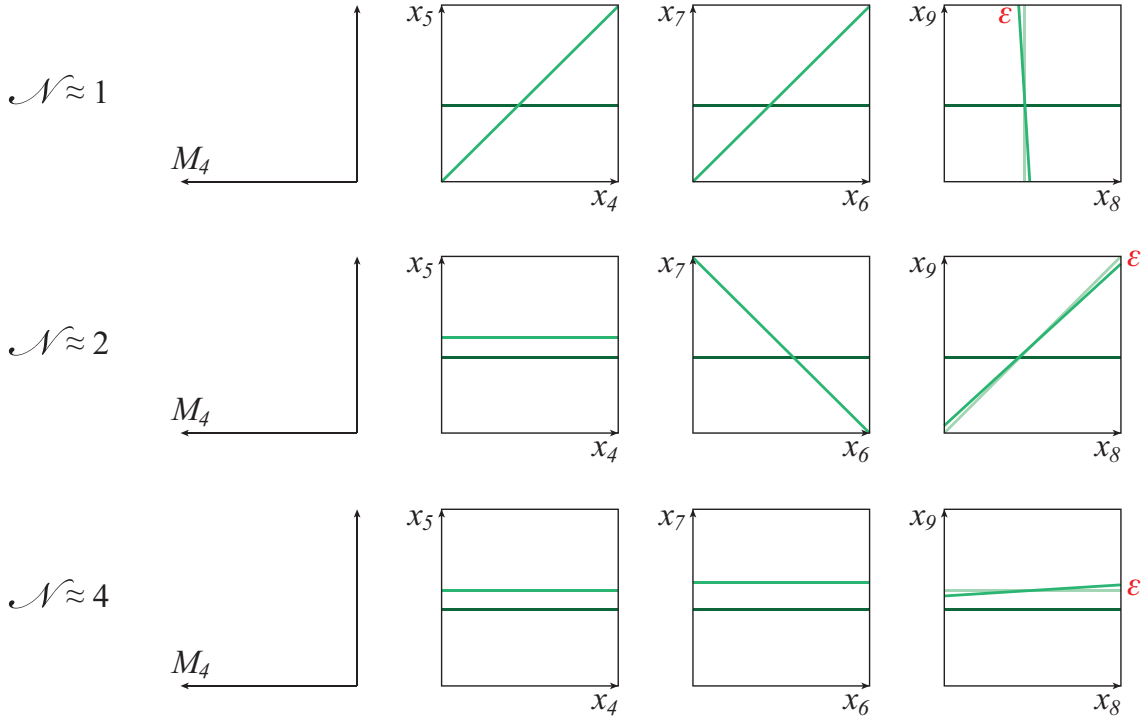 x₅ x₇ x₉ ε
𝒩 ≈ 1
M₄
x₄ x₆ x₈
x₅ x₇ x₉ ε
𝒩 ≈ 2
M₄
x₄ x₆ x₈
x₅ x₇ x₉
𝒩 ≈ 4 ε
M₄
x₄ x₆ x₈